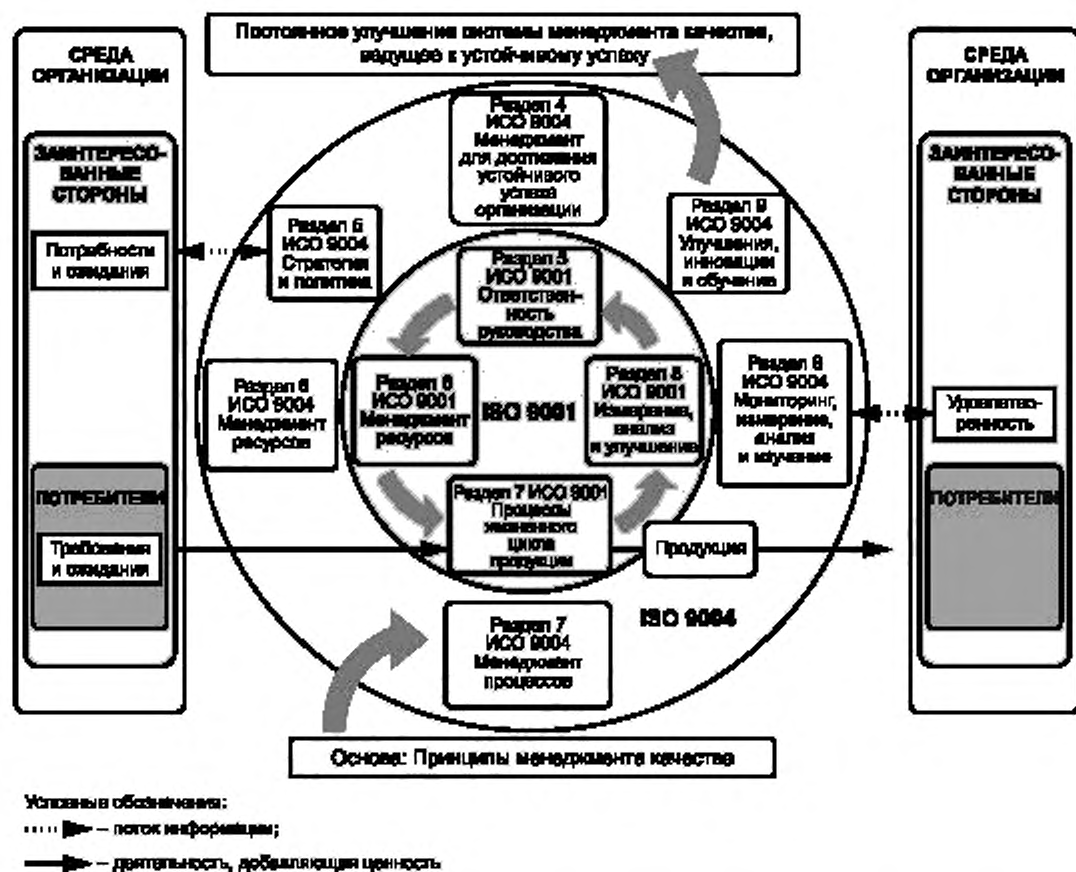 Постоянное улучшение системы менеджмента качества,
ведущее к устойчивому успеху
СРЕДА
ОРГАНИЗАЦИИ
ЗАИНТЕРЕСО-
ВАННЫЕ
СТОРОНЫ
Потребности
и ожидания
ПОТРЕБИТЕЛИ
Требования
и ожидания
Раздел 4
ИСО 9004
Менеджмент
для достижения
устойчивого
успеха
организации
Раздел 5
ИСО 9004
Стратегия
и политика
Раздел 9
ИСО 9004
Улучшения,
инновации
и обучение
Раздел 5
ИСО 9001
Ответствен-
ность
руководства
Раздел 6
ИСО 9004
Менеджмент
ресурсов
Раздел 6
ИСО 9001
Менеджмент
ресурсов
ISO 9001
Раздел 8
ИСО 9001
Измерение,
анализ
и улучшение
Раздел 8
ИСО 9004
Мониторинг,
измерение,
анализ
и изучение
Раздел 7 ИСО 9001
Процессы
жизненного
цикла
продукции
Продукция
Раздел 7
ИСО 9004
Менеджмент
процессов
ISO 9004
СРЕДА
ОРГАНИЗАЦИИ
ЗАИНТЕРЕСО-
ВАННЫЕ
СТОРОНЫ
Удовлетво-
ренность
ПОТРЕБИТЕЛИ
Основа: Принципы менеджмента качества
Условные обозначения:
– поток информации;
– деятельность, добавляющая ценность